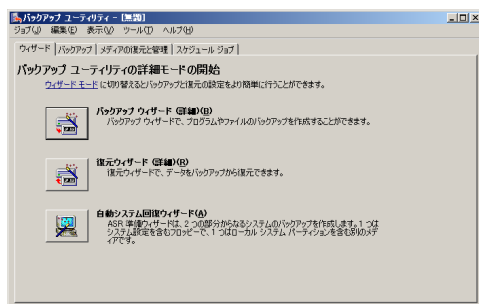 バックアップ ユーティリティ - [無題]
ジョブ(J) 編集(E) 表示(V) ツール(T) ヘルプ(H)
ウィザード バックアップ メディアの復元と管理 スケジュール ジョブ
バックアップ ユーティリティの詳細モードの開始
ウィザード モード に切り替えるとバックアップと復元の設定をより簡単に行うことができます。
バックアップ ウィザード (詳細)(B)
バックアップ ウィザードで、プログラムやファイルのバックアップを作成することができます。
復元ウィザード (詳細)(R)
復元ウィザードで、データをバックアップから復元できます。
自動システム回復ウィザード(A)
ASR 準備ウィザードは、2 つの部分からなるシステムのバックアップを作成します。1 つは
システム設定を含むフロッピーで、1 つはローカル システム パーティションを含む別のメデ
ィアです。